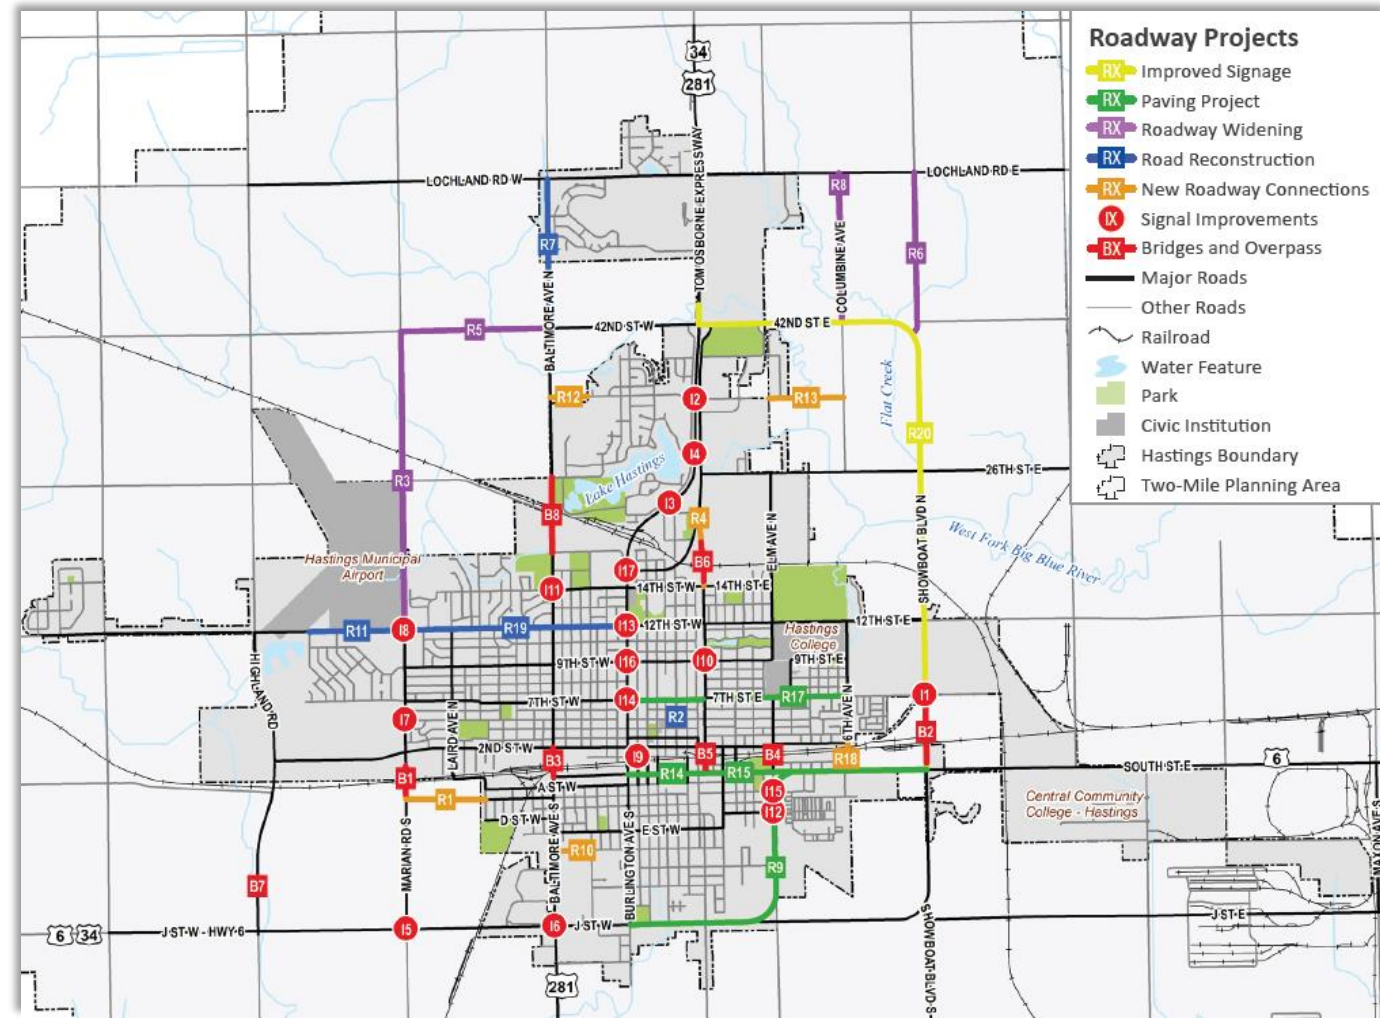 Roadway Projects
RX Improved Signage
RX Paving Project
RX Roadway Widening
RX Road Reconstruction
RX New Roadway Connections
IX Signal Improvements
BX Bridges and Overpass
Major Roads
Other Roads
Railroad
Water Feature
Park
Civic Institution
Hastings Boundary
Two-Mile Planning Area
34
281
TOM OSBORNE EXPRESSWAY
LOCHLAND RD W
LOCHLAND RD E
R8
R7
R6
COLUMBINE AVE
BALTIMORE AVE N
R5
42ND ST W
42ND ST E
R12
I2
R13
Flat Creek
R20
I4
Lake Hastings
26TH ST E
R3
I3
B8
R4
ELM AVE N
SHOWBOAT BLVD N
West Fork Big Blue River
Hastings Municipal
Airport
I17
B6
I11
14TH ST W
14TH ST E
R11
I8
R19
I13
12TH ST W
12TH ST E
Hastings
College
9TH ST W
I16
I10
9TH ST E
HIGHLAND RD
LAIRD AVE N
7TH ST W
I14
7TH ST E
R17
6TH AVE N
I1
I7
R2
B2
2ND ST W
B3
I9
B5
B4
R18
B1
R14
R15
SOUTH ST E
6
A ST W
R1
I15
Central Community
College - Hastings
D ST W
I12
E ST W
R10
MARIAN RD S
BALTIMORE AVE S
BURLINGTON AVE S
R9
B7
MAXON AVE S
6
34
J ST W - HWY 6
I5
I6
J ST W
J ST E
SHOWBOAT BLVD S
281